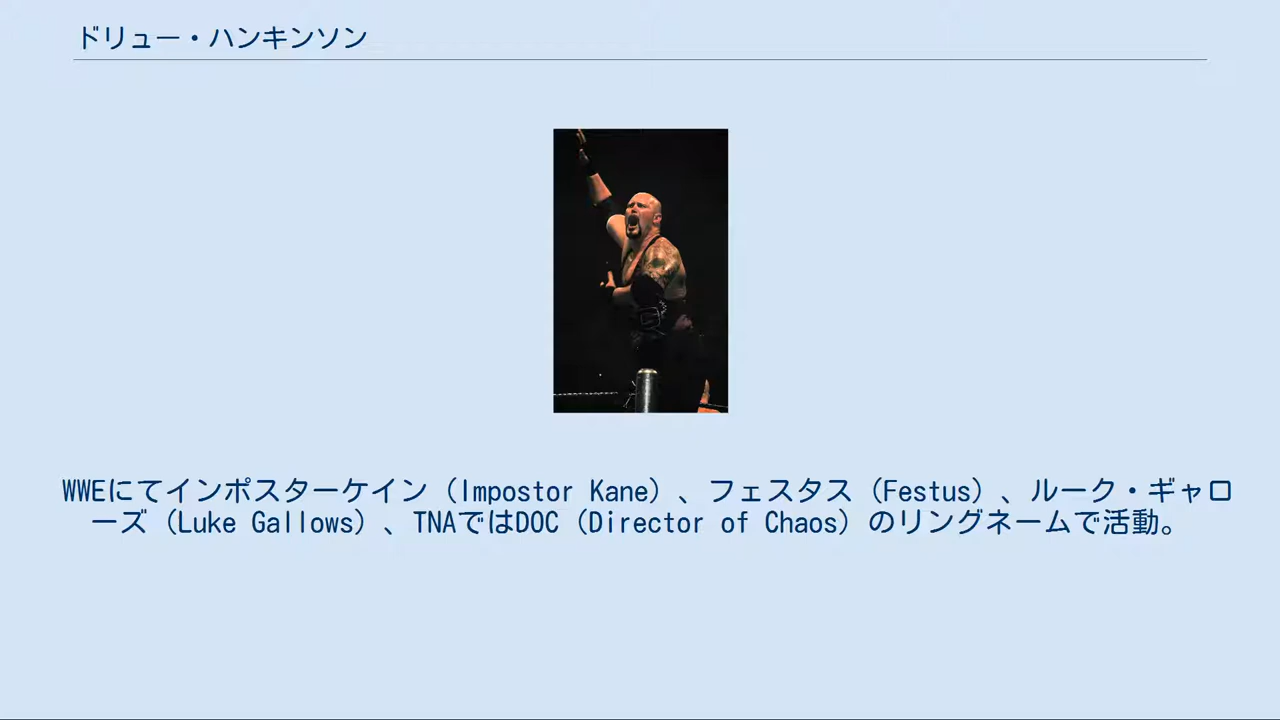 ドリュー・ハンキンソン
WWEにてインポスターケイン（Impostor Kane）、フェスタス（Festus）、ルーク・ギャロ
ーズ（Luke Gallows）、TNAではDOC（Director of Chaos）のリングネームで活動。